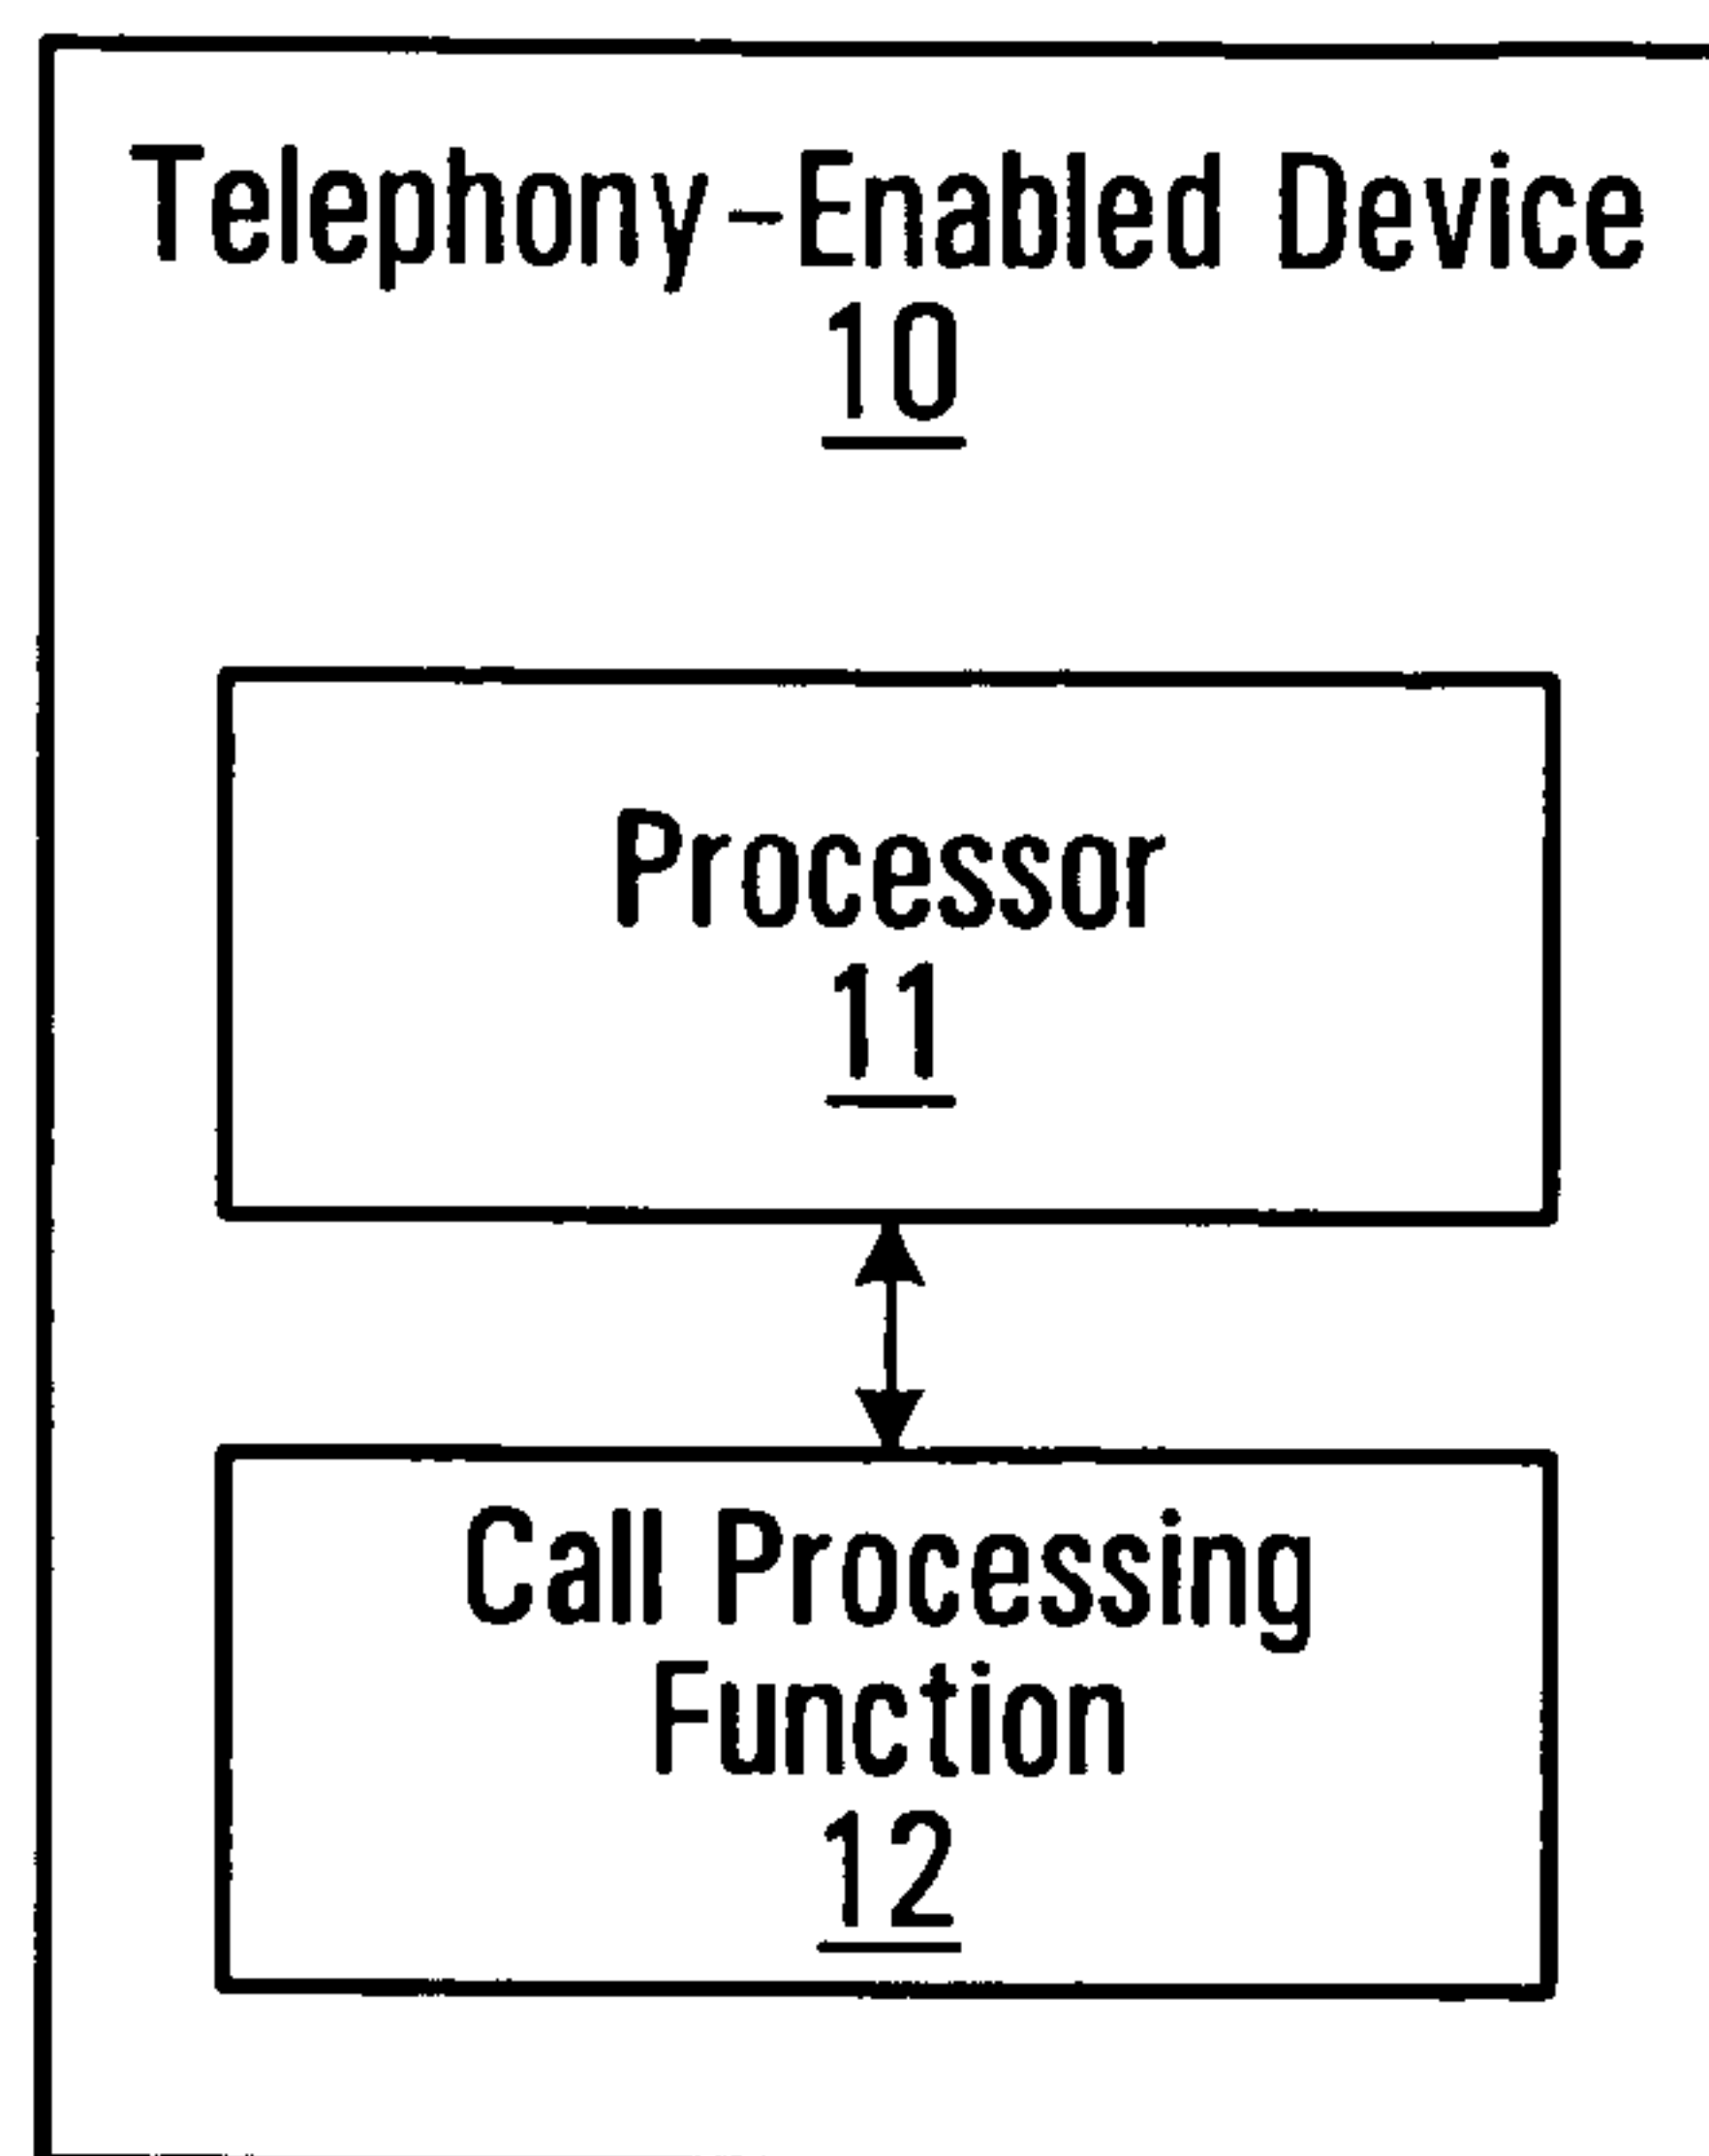 Telephony-Enabled Device
10
Processor
11
Call Processing
Function
12